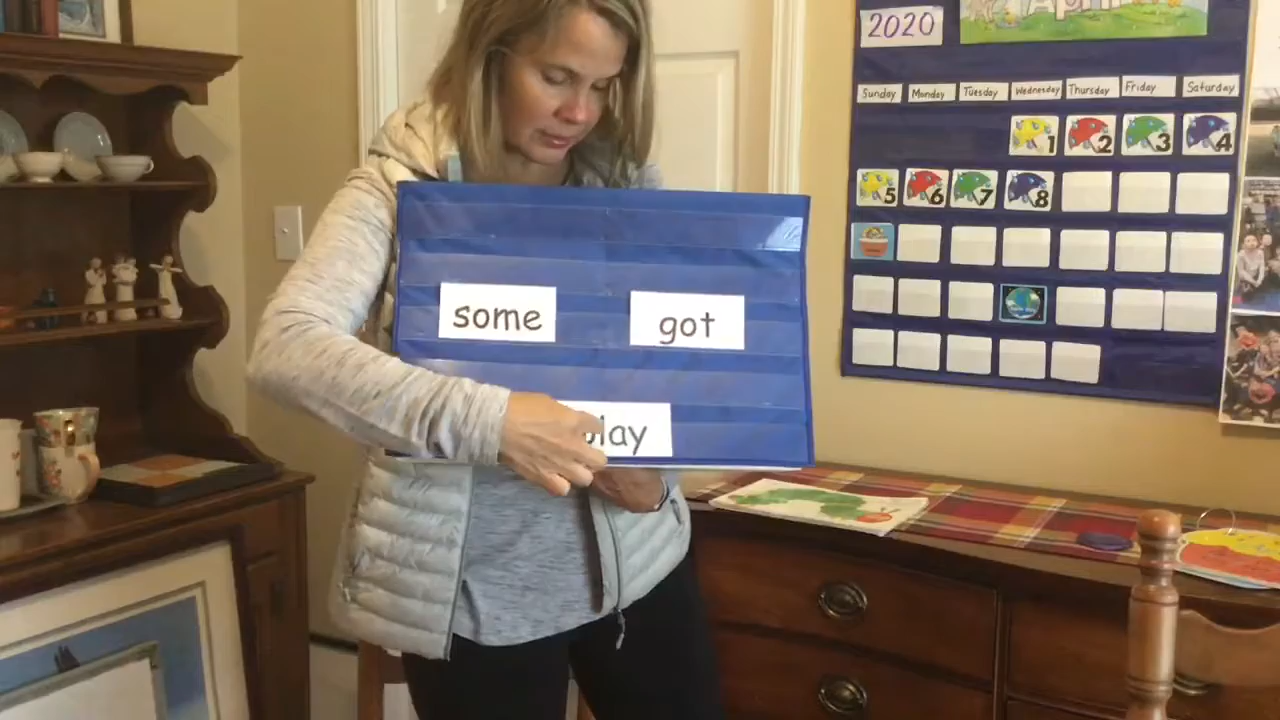 April
2020
Sunday Monday Tuesday Wednesday Thursday Friday Saturday
1 2 3 4
5 6 7 8
some got
play